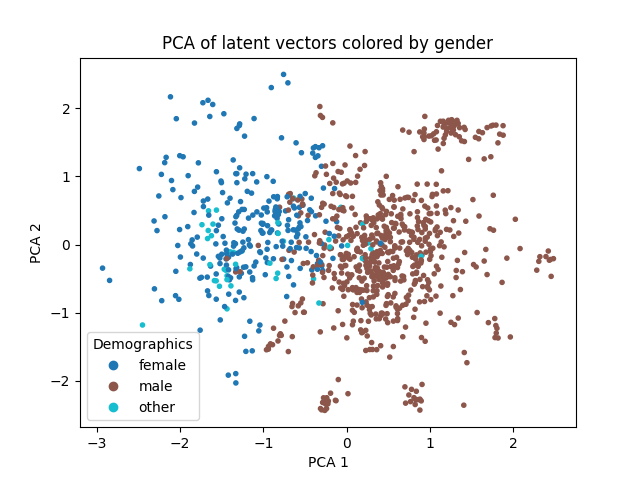 PCA of latent vectors colored by gender
PCA 2
2
1
0
−1
−2
Demographics
female
male
other
−3
−2
−1
0
1
2
PCA 1